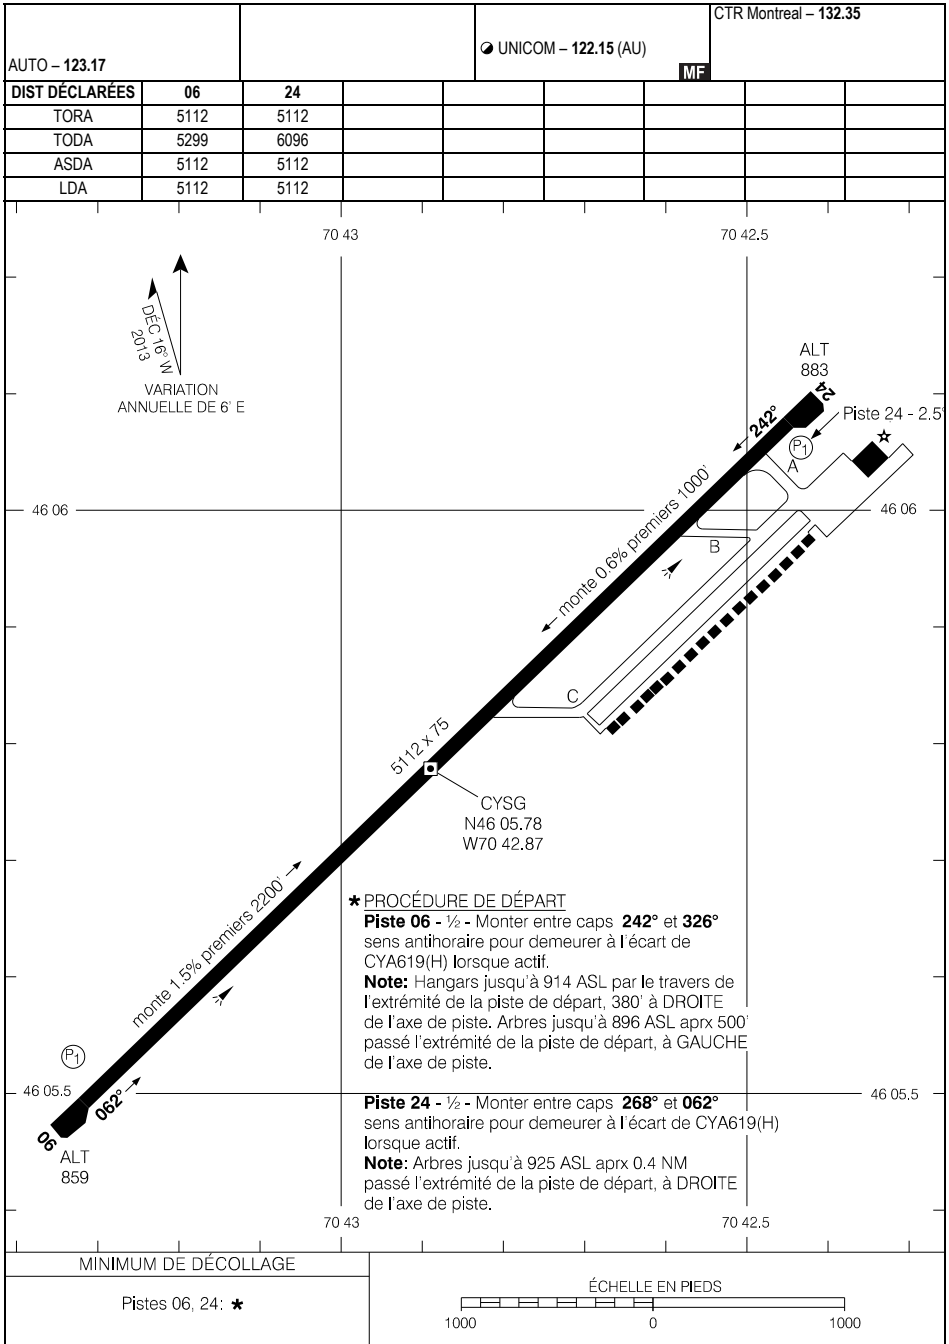 CTR Montreal – 132.35
UNICOM – 122.15 (AU)
AUTO – 123.17
MF
DIST DÉCLARÉES 06 24
TORA 5112 5112
TODA 5299 6096
ASDA 5112 5112
LDA 5112 5112
70 43 70 42.5
DÉC 16° W
2013
VARIATION
ANNUELLE DE 6' E
ALT
883
24
Piste 24 - 2.5°
242°
P1
A
46 06 46 06
monte 0.6% premiers 1000'
B
C
5112 x 75
CYSG
N46 05.78
W70 42.87
monte 1.5% premiers 2200'
* PROCÉDURE DE DÉPART
Piste 06 - ½ - Monter entre caps 242° et 326°
sens antihoraire pour demeurer à l'écart de
CYA619(H) lorsque actif.
Note: Hangars jusqu'à 914 ASL par le travers de
l'extrémité de la piste de départ, 380' à DROITE
de l'axe de piste. Arbres jusqu'à 896 ASL aprx 500'
passé l'extrémité de la piste de départ, à GAUCHE
de l'axe de piste.
P1
46 05.5 46 05.5
062°
06
ALT
859
Piste 24 - ½ - Monter entre caps 268° et 062°
sens antihoraire pour demeurer à l'écart de CYA619(H)
lorsque actif.
Note: Arbres jusqu'à 925 ASL aprx 0.4 NM
passé l'extrémité de la piste de départ, à DROITE
de l'axe de piste.
70 43 70 42.5
MINIMUM DE DÉCOLLAGE
Pistes 06, 24: *
ÉCHELLE EN PIEDS
1000 0 1000